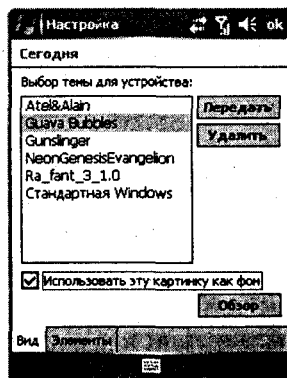 Настройка ok
Сегодня
Выбор темы для устройства:
Atel&Alain
Guava Bubbles
Gunslinger
NeonGenesisEvangelion
Ra_fant_3_1.0
Стандартная Windows
Передать
Удалить
Использовать эту картинку как фон
Обзор
Вид Элементы